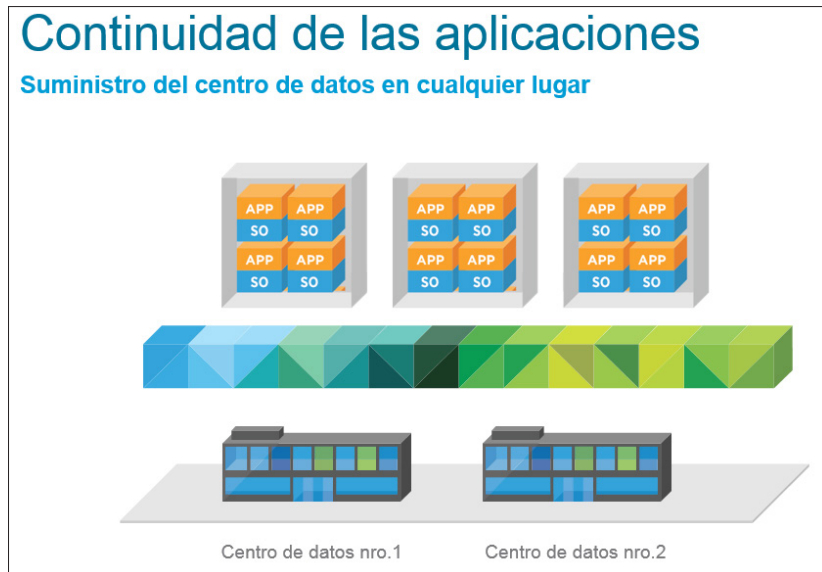 Continuidad de las aplicaciones
Suministro del centro de datos en cualquier lugar
APP APP APP APP APP APP
SO SO SO SO SO SO
APP APP APP APP APP APP
SO SO SO SO SO SO
Centro de datos nro.1 Centro de datos nro.2